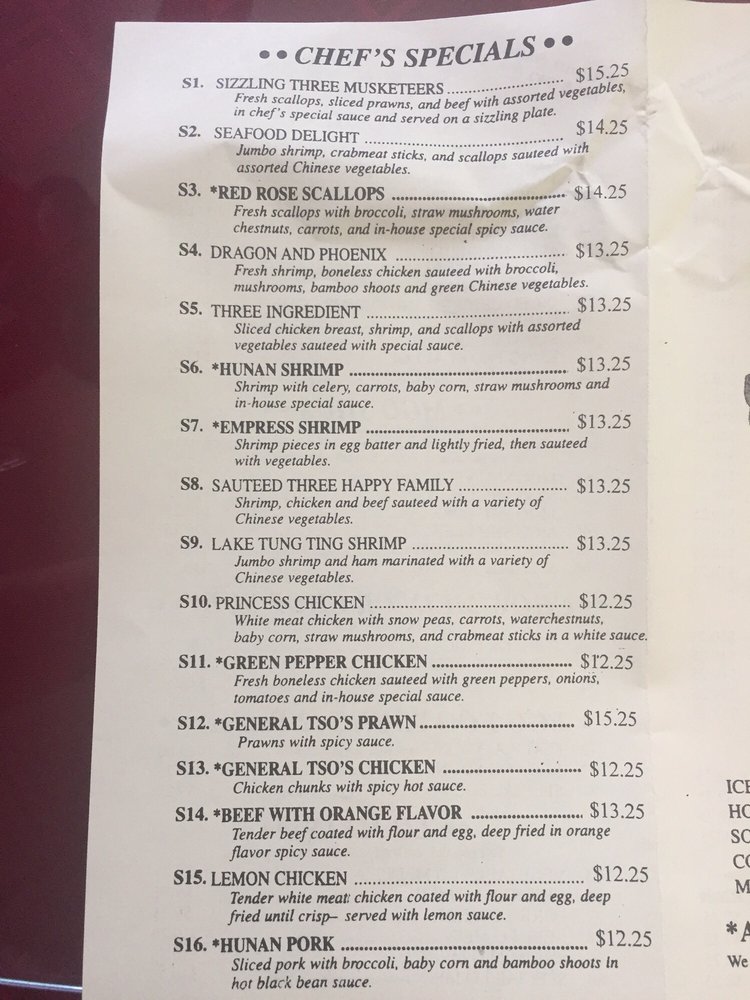 •• CHEF'S SPECIALS ••
S1. SIZZLING THREE MUSKETEERS ........................ $15.25
Fresh scallops, sliced prawns, and beef with assorted vegetables,
in chef's special sauce and served on a sizzling plate.
S2. SEAFOOD DELIGHT ........................ $14.25
Jumbo shrimp, crabmeat sticks, and scallops sauteed with
assorted Chinese vegetables.
S3. *RED ROSE SCALLOPS ........................ $14.25
Fresh scallops with broccoli, straw mushrooms, water
chestnuts, carrots, and in-house special spicy sauce.
S4. DRAGON AND PHOENIX ........................ $13.25
Fresh shrimp, boneless chicken sauteed with broccoli,
mushrooms, bamboo shoots and green Chinese vegetables.
S5. THREE INGREDIENT ........................ $13.25
Sliced chicken breast, shrimp, and scallops with assorted
vegetables sauteed with special sauce.
S6. *HUNAN SHRIMP ........................ $13.25
Shrimp with celery, carrots, baby corn, straw mushrooms and
in-house special sauce.
S7. *EMPRESS SHRIMP ........................ $13.25
Shrimp pieces in egg batter and lightly fried, then sauteed
with vegetables.
S8. SAUTEED THREE HAPPY FAMILY ........................ $13.25
Shrimp, chicken and beef sauteed with a variety of
Chinese vegetables.
S9. LAKE TUNG TING SHRIMP ........................ $13.25
Jumbo shrimp and ham marinated with a variety of
Chinese vegetables.
S10. PRINCESS CHICKEN ........................ $12.25
White meat chicken with snow peas, carrots, waterchestnuts,
baby corn, straw mushrooms, and crabmeat sticks in a white sauce.
S11. *GREEN PEPPER CHICKEN ........................ $12.25
Fresh boneless chicken sauteed with green peppers, onions,
tomatoes and in-house special sauce.
S12. *GENERAL TSO'S PRAWN ........................ $15.25
Prawns with spicy sauce.
S13. *GENERAL TSO'S CHICKEN ........................ $12.25
Chicken chunks with spicy hot sauce.
S14. *BEEF WITH ORANGE FLAVOR ........................ $13.25
Tender beef coated with flour and egg, deep fried in orange
flavor spicy sauce.
S15. LEMON CHICKEN ........................ $12.25
Tender white meat chicken coated with flour and egg, deep
fried until crisp– served with lemon sauce.
S16. *HUNAN PORK ........................ $12.25
Sliced pork with broccoli, baby corn and bamboo shoots in
hot black bean sauce.
ICE
HO
SO
CO
M
*A
We